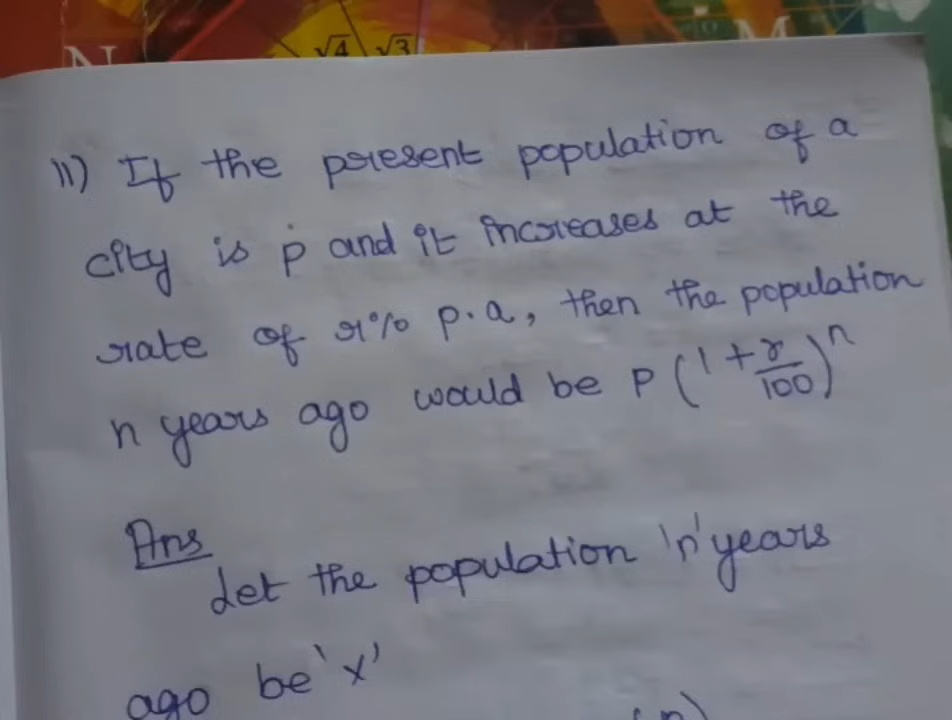 N √4 √3 M
11) If the present population of a
city is p and it increases at the
rate of r% p.a, then the population
n years ago would be P(1+r/100)^n
Ans
Let the population 'n' years
ago be 'x'